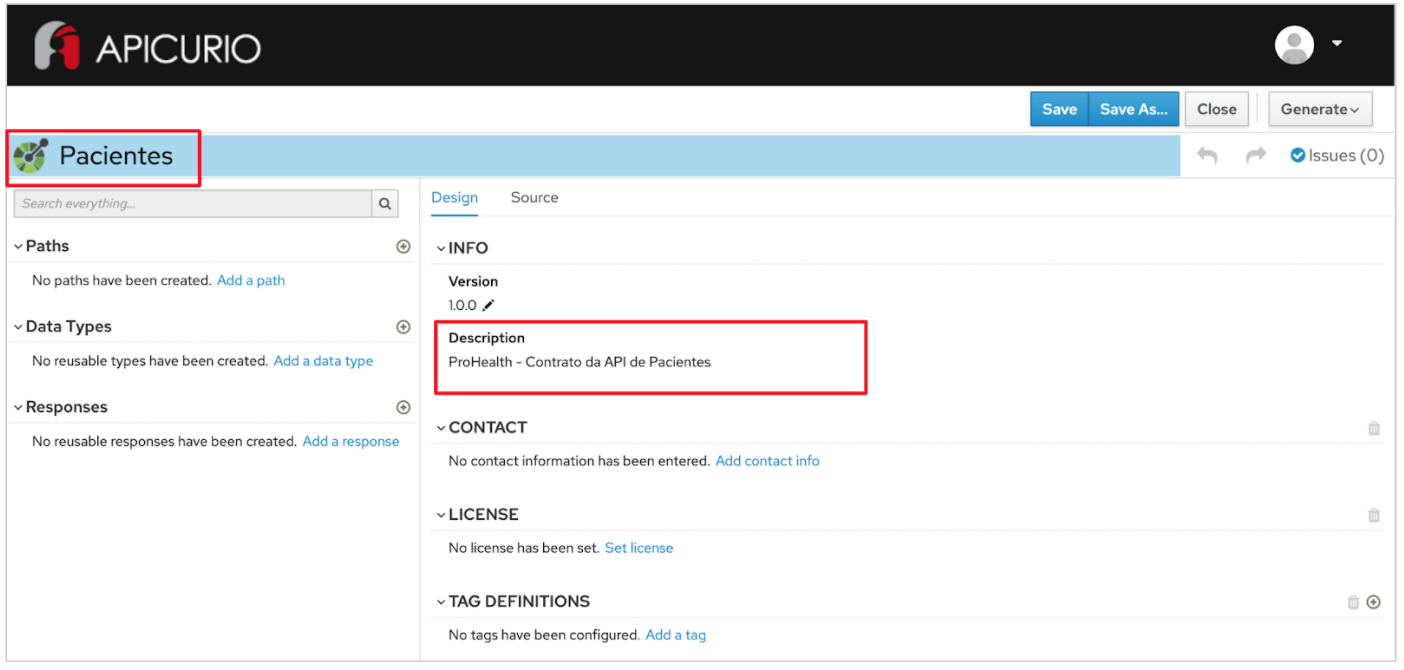 APICURIO
Save Save As... Close Generate
Pacientes
Issues (0)
Search everything...
Design Source
Paths
No paths have been created. Add a path
Data Types
No reusable types have been created. Add a data type
Responses
No reusable responses have been created. Add a response
INFO
Version
1.0.0
Description
ProHealth - Contrato da API de Pacientes
CONTACT
No contact information has been entered. Add contact info
LICENSE
No license has been set. Set license
TAG DEFINITIONS
No tags have been configured. Add a tag